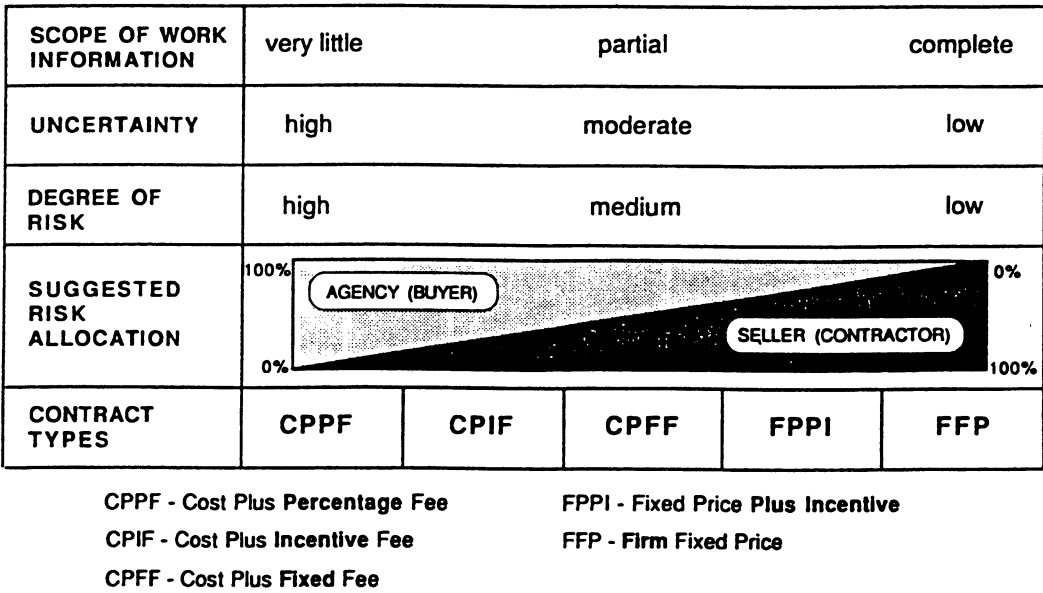 SCOPE OF WORK
INFORMATION
very little
partial
complete
UNCERTAINTY
high
moderate
low
DEGREE OF
RISK
high
medium
low
SUGGESTED
RISK
ALLOCATION
100%
AGENCY (BUYER)
0%
0%
SELLER (CONTRACTOR)
100%
CONTRACT
TYPES
CPPF
CPIF
CPFF
FPPI
FFP
CPPF - Cost Plus Percentage Fee
CPIF - Cost Plus Incentive Fee
CPFF - Cost Plus Fixed Fee
FPPI - Fixed Price Plus Incentive
FFP - Firm Fixed Price